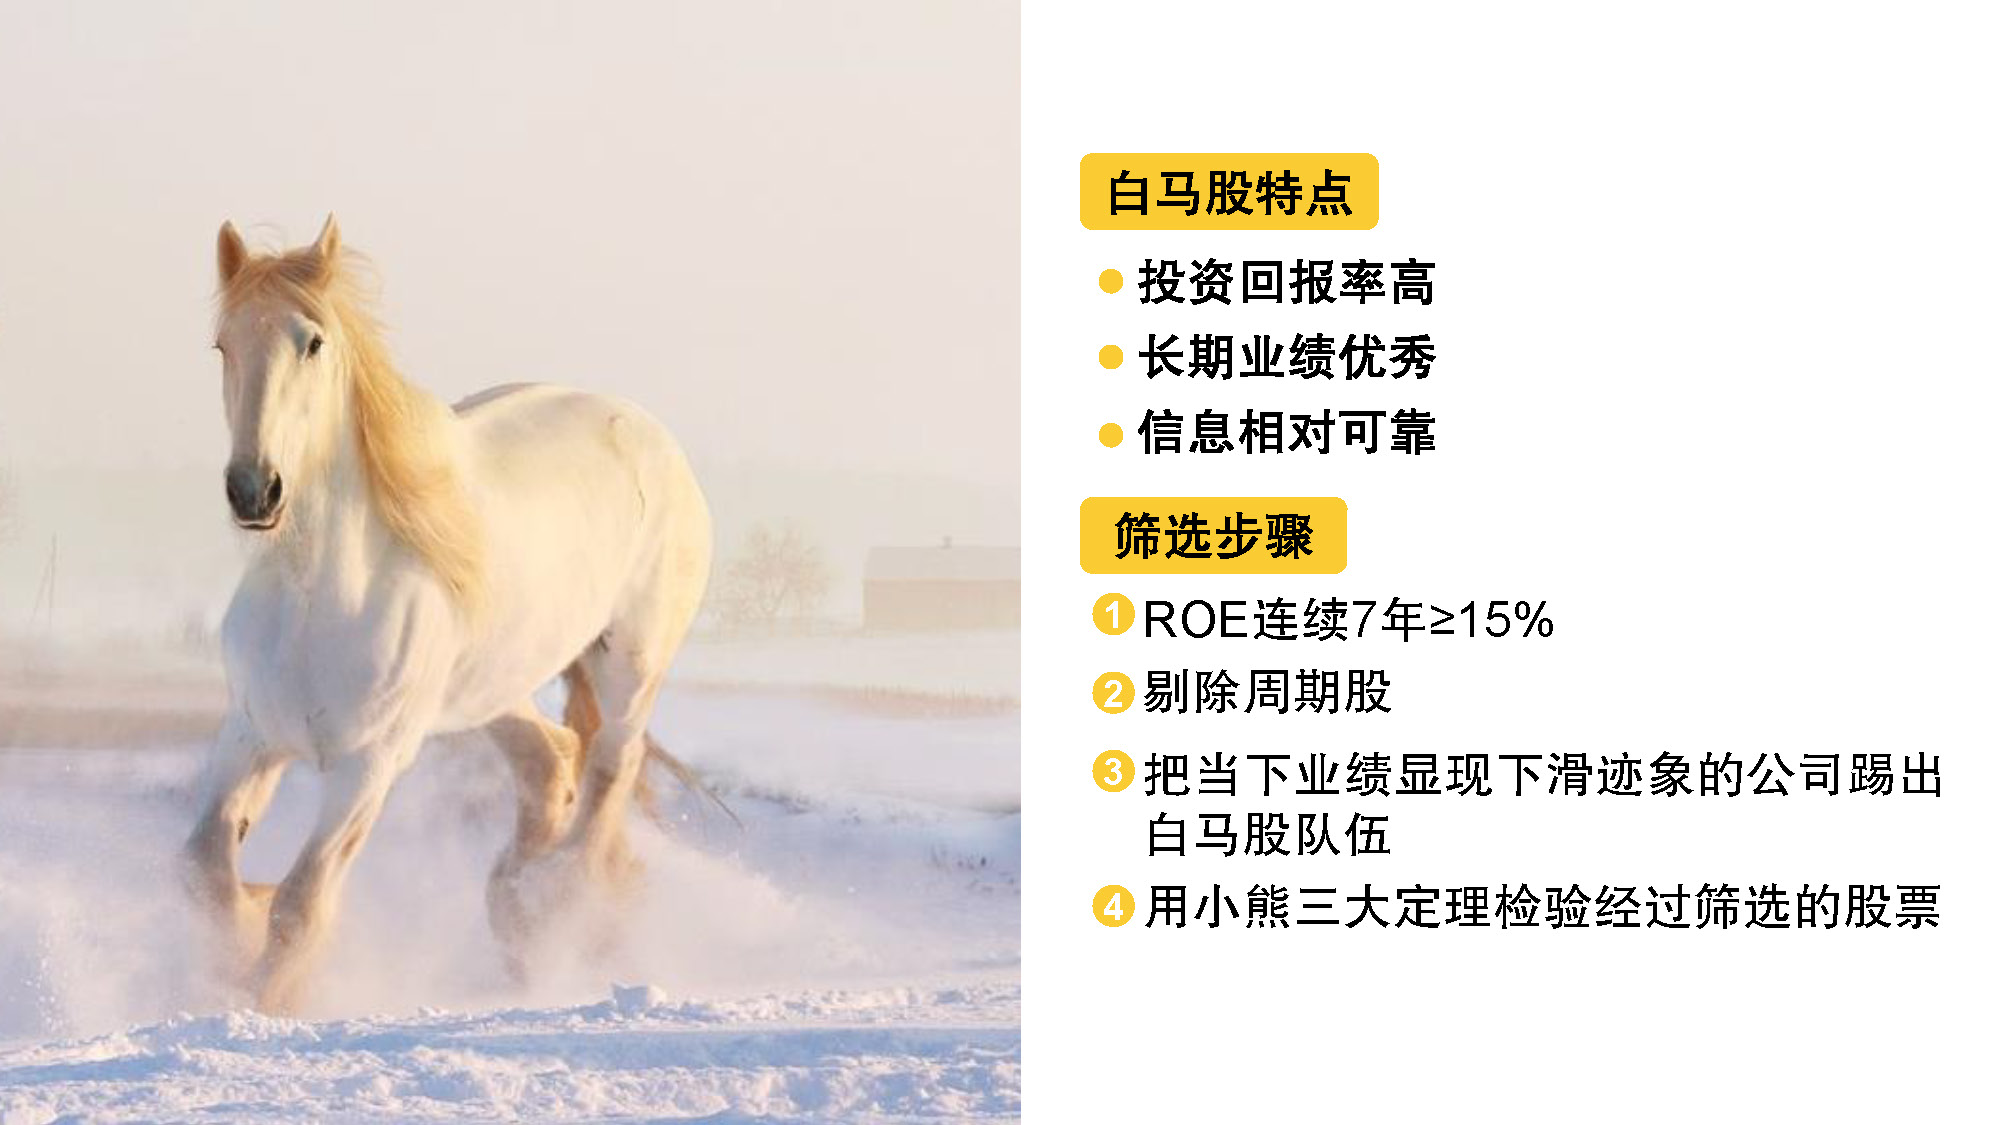 白马股特点
投资回报率高
长期业绩优秀
信息相对可靠
筛选步骤
1 ROE连续7年≥15%
2 剔除周期股
3 把当下业绩显现下滑迹象的公司踢出
白马股队伍
4 用小熊三大定理检验经过筛选的股票